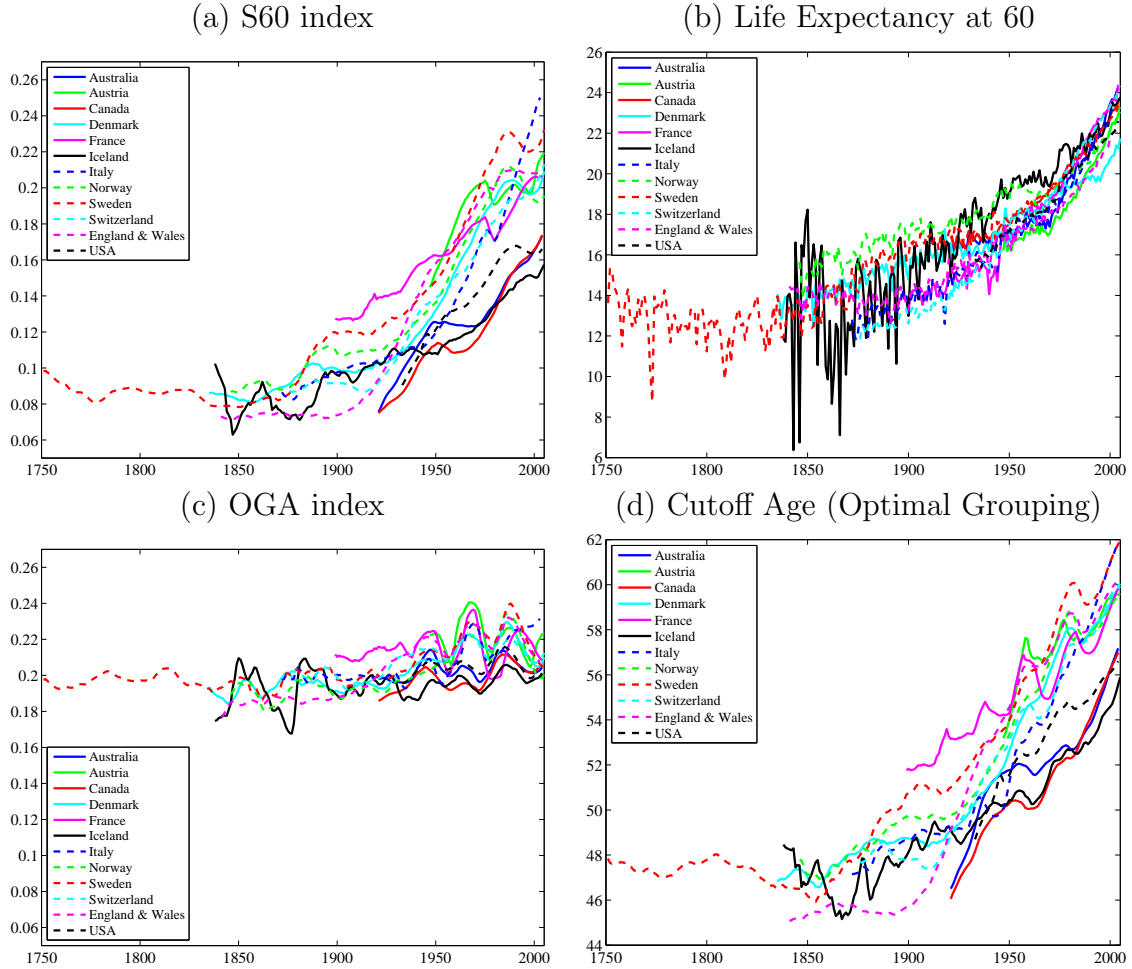 (a) S60 index
0.26
0.24
0.22
0.2
0.18
0.16
0.14
0.12
0.1
0.08
0.06
1750
1800
1850
1900
1950
2000
Australia
Austria
Canada
Denmark
France
Iceland
Italy
Norway
Sweden
Switzerland
England & Wales
USA
(b) Life Expectancy at 60
26
24
22
20
18
16
14
12
10
8
6
1750
1800
1850
1900
1950
2000
Australia
Austria
Canada
Denmark
France
Iceland
Italy
Norway
Sweden
Switzerland
England & Wales
USA
(c) OGA index
0.26
0.24
0.22
0.2
0.18
0.16
0.14
0.12
0.1
0.08
0.06
1750
1800
1850
1900
1950
2000
Australia
Austria
Canada
Denmark
France
Iceland
Italy
Norway
Sweden
Switzerland
England & Wales
USA
(d) Cutoff Age (Optimal Grouping)
62
60
58
56
54
52
50
48
46
44
1750
1800
1850
1900
1950
2000
Australia
Austria
Canada
Denmark
France
Iceland
Italy
Norway
Sweden
Switzerland
England & Wales
USA